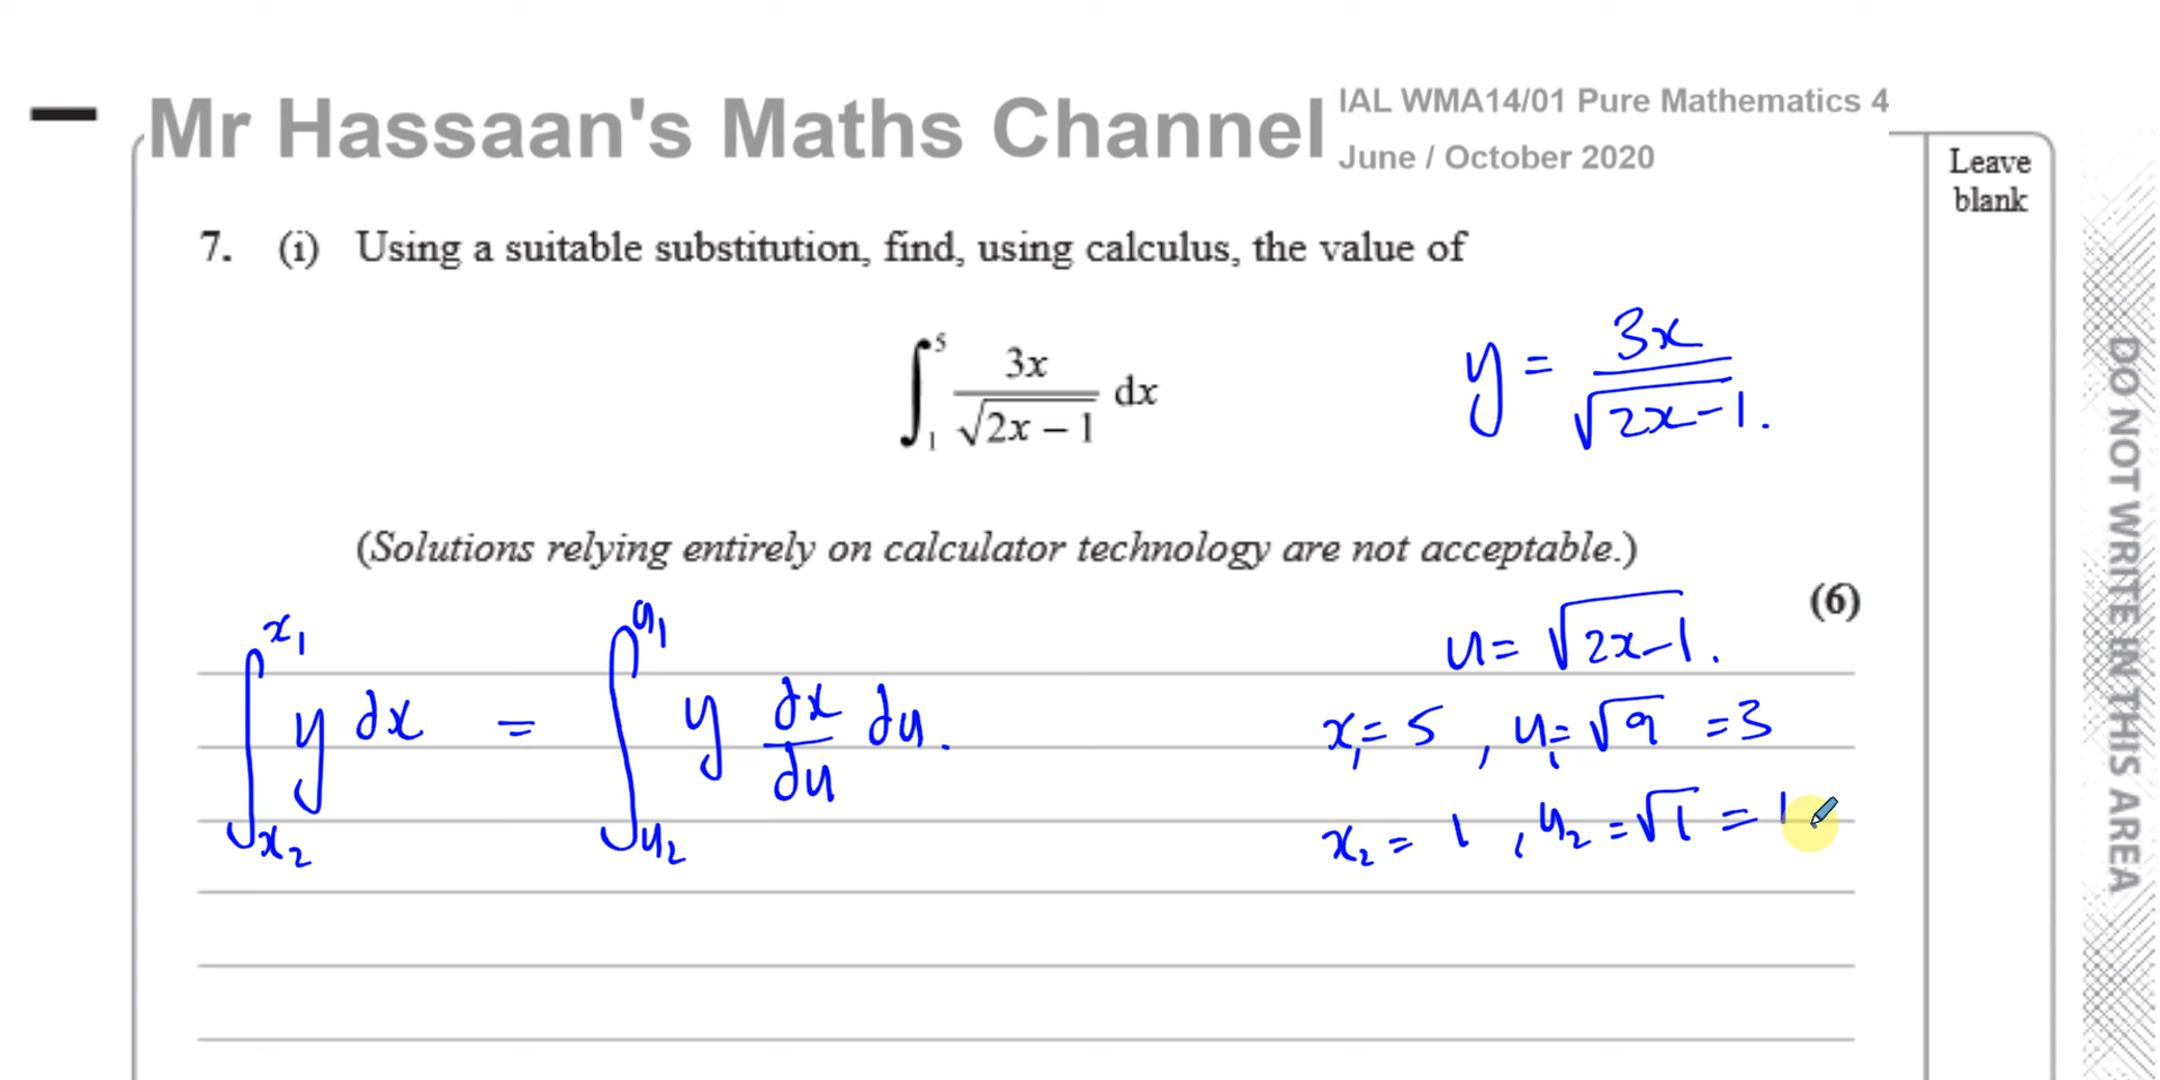 Mr Hassaan's Maths Channel
IAL WMA14/01 Pure Mathematics 4
June / October 2020
Leave
blank
7. (i) Using a suitable substitution, find, using calculus, the value of
∫₁⁵ 3x/√(2x − 1) dx
y = 3x/√(2x−1).
(Solutions relying entirely on calculator technology are not acceptable.)
(6)
u = √(2x−1).
∫_{x₂}^{x₁} y dx = ∫_{u₂}^{u₁} y dx/du du.
x₁ = 5, u₁ = √9 = 3
x₂ = 1, u₂ = √1 = 1
DO NOT WRITE IN THIS AREA